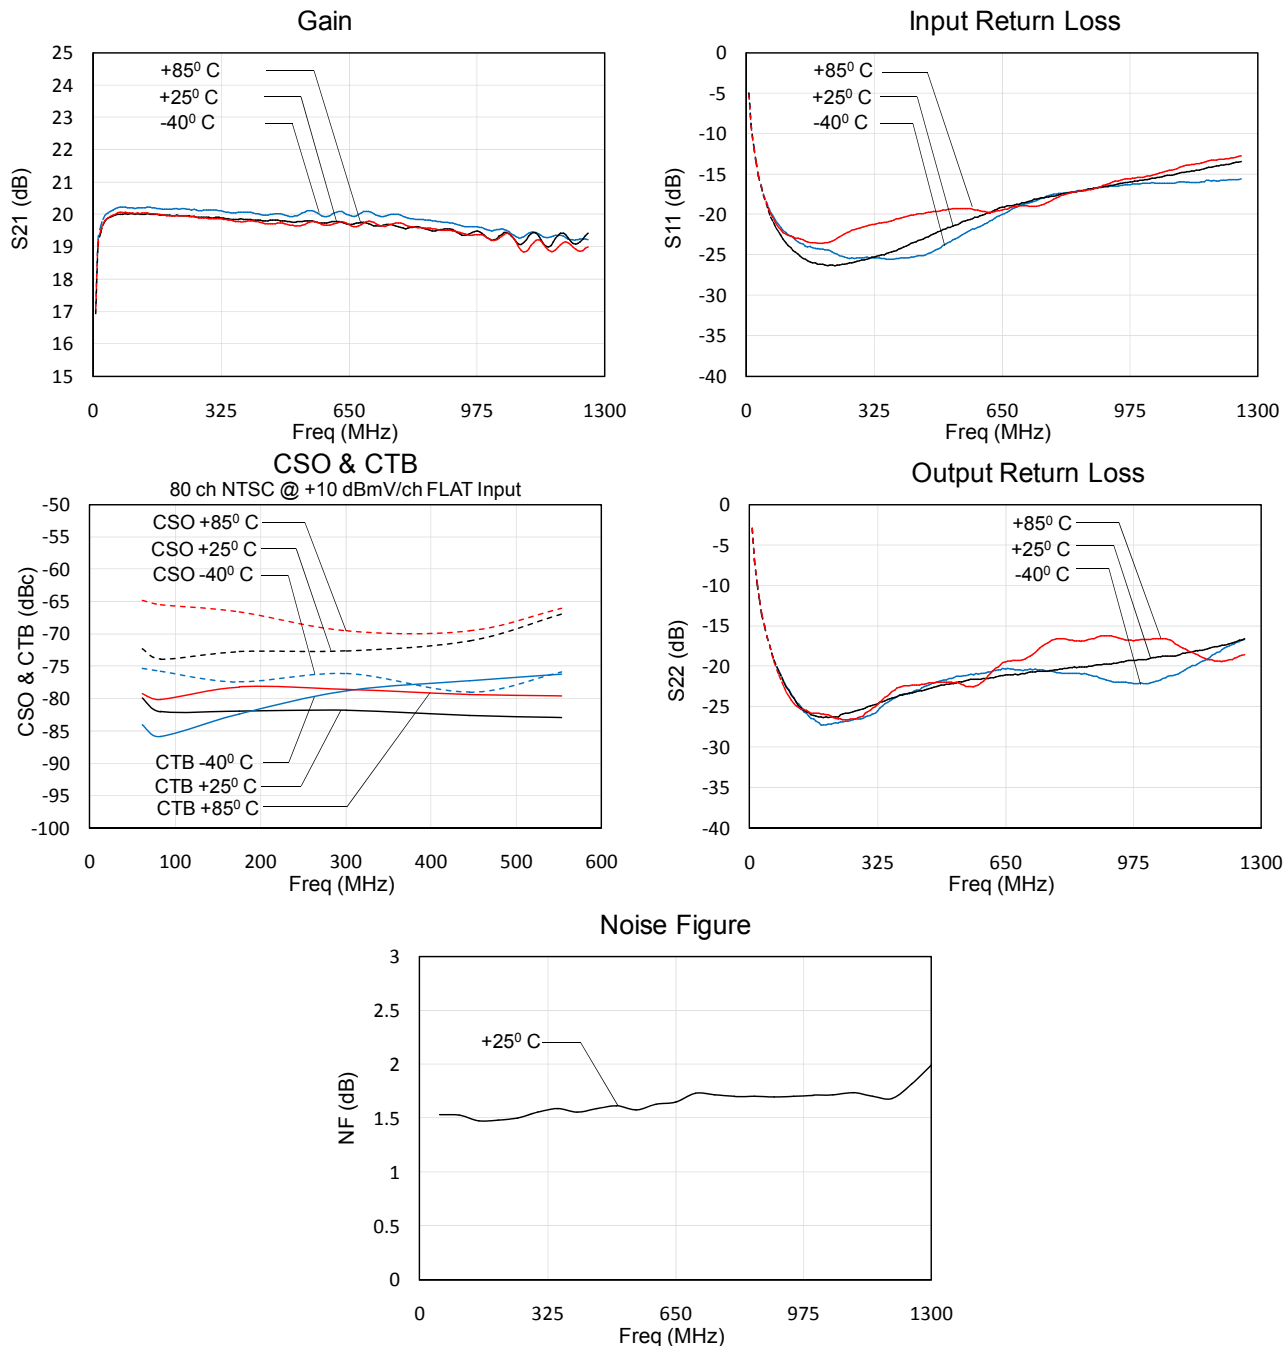 Gain
25
24
23
22
21
20
19
18
17
16
15
S21 (dB)
+85⁰ C
+25⁰ C
-40⁰ C
0
325
650
975
1300
Freq (MHz)
Input Return Loss
0
-5
-10
-15
-20
-25
-30
-35
-40
S11 (dB)
+85⁰ C
+25⁰ C
-40⁰ C
0
325
650
975
1300
Freq (MHz)
CSO & CTB
80 ch NTSC @ +10 dBmV/ch FLAT Input
-50
-55
-60
-65
-70
-75
-80
-85
-90
-95
-100
CSO & CTB (dBc)
CSO +85⁰ C
CSO +25⁰ C
CSO -40⁰ C
CTB -40⁰ C
CTB +25⁰ C
CTB +85⁰ C
0
100
200
300
400
500
600
Freq (MHz)
Output Return Loss
0
-5
-10
-15
-20
-25
-30
-35
-40
S22 (dB)
+85⁰ C
+25⁰ C
-40⁰ C
0
325
650
975
1300
Freq (MHz)
Noise Figure
3
2.5
2
1.5
1
0.5
0
NF (dB)
+25⁰ C
0
325
650
975
1300
Freq (MHz)